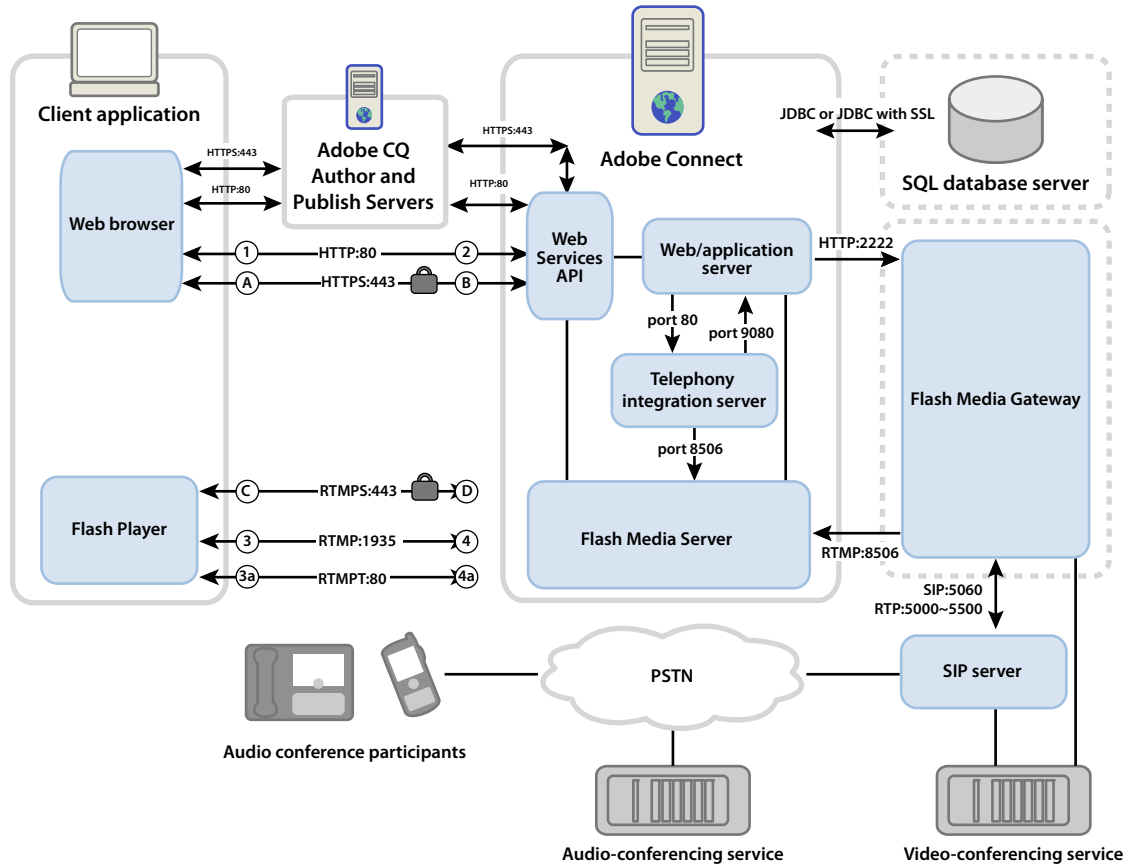 Client application
Adobe CQ
Author and
Publish Servers
Adobe Connect
JDBC or JDBC with SSL
SQL database server
HTTPS:443
HTTP:80
HTTPS:443
HTTP:80
Web browser
1
HTTP:80
2
A
HTTPS:443
B
Web
Services
API
Web/application
server
HTTP:2222
port 80
port 9080
Telephony
integration server
port 8506
Flash Media Gateway
Flash Player
C
RTMPS:443
D
3
RTMP:1935
4
3a
RTMPT:80
4a
Flash Media Server
RTMP:8506
SIP:5060
RTP:5000~5500
SIP server
PSTN
Audio conference participants
Audio-conferencing service
Video-conferencing service